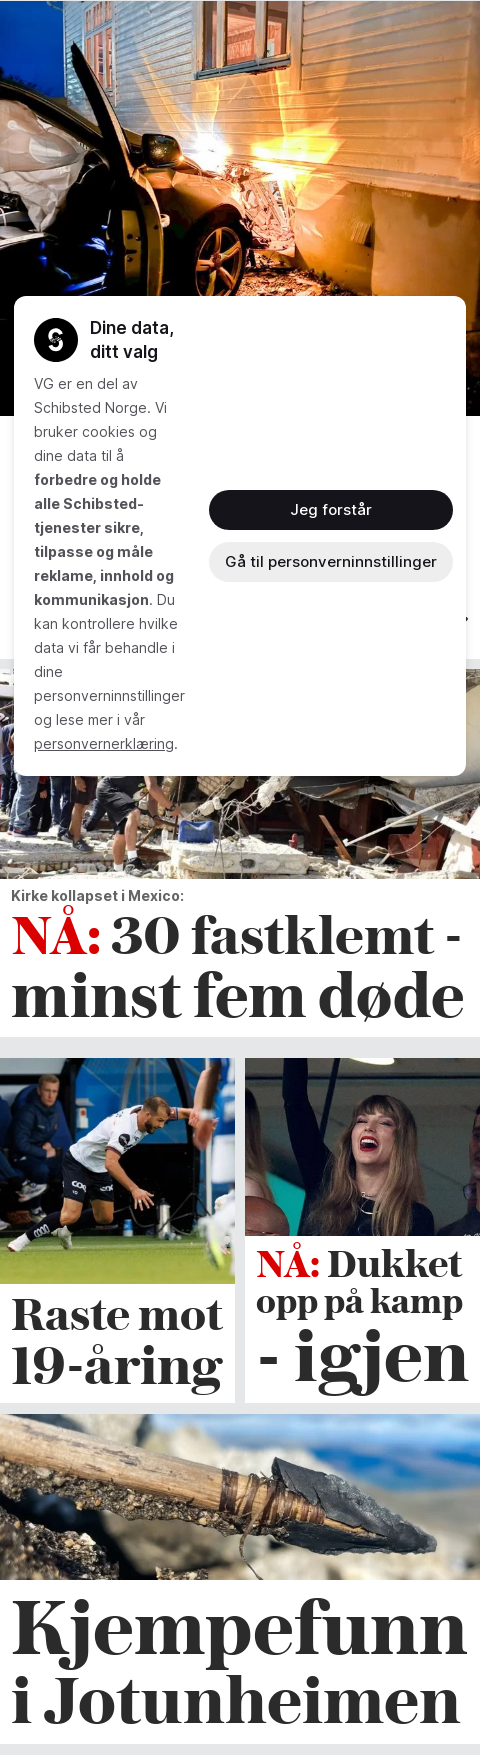 Dine data,
ditt valg
VG er en del av
Schibsted Norge. Vi
bruker cookies og
dine data til å
forbedre og holde
alle Schibsted-
tjenester sikre,
tilpasse og måle
reklame, innhold og
kommunikasjon. Du
kan kontrollere hvilke
data vi får behandle i
dine
personverninnstillinger
og lese mer i vår
personvernerklæring.
Jeg forstår
Gå til personverninnstillinger
Kirke kollapset i Mexico:
NÅ: 30 fastklemt -
minst fem døde
Raste mot
19-åring
NÅ: Dukket
opp på kamp
- igjen
Kjempefunn
i Jotunheimen